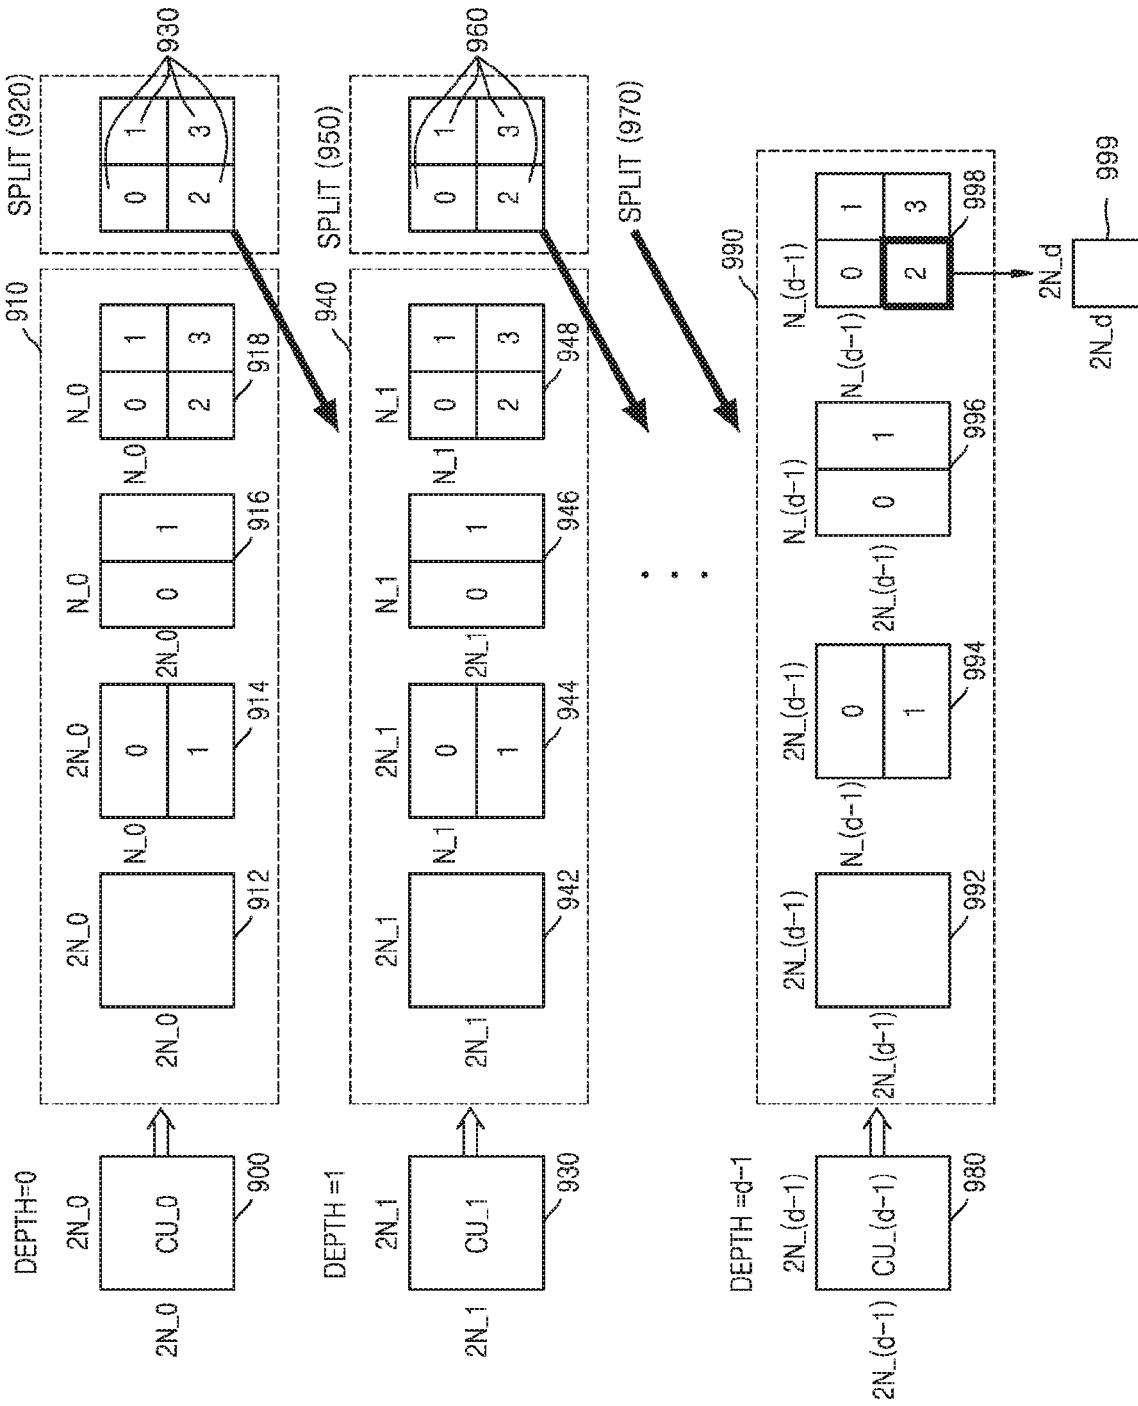 DEPTH=0
2N_0
2N_0
CU_0
900
910
2N_0
2N_0
912
2N_0
N_0
0
1
914
N_0
2N_0
0
1
916
N_0
N_0
0
1
2
3
918
SPLIT (920)
0
1
2
3
930
DEPTH =1
2N_1
2N_1
CU_1
930
940
2N_1
2N_1
942
2N_1
N_1
0
1
944
N_1
2N_1
0
1
946
N_1
N_1
0
1
2
3
948
SPLIT (950)
0
1
2
3
960
SPLIT (970)
DEPTH =d-1
2N_(d-1)
2N_(d-1)
CU_(d-1)
980
990
2N_(d-1)
2N_(d-1)
992
2N_(d-1)
N_(d-1)
0
1
994
N_(d-1)
2N_(d-1)
0
1
996
N_(d-1)
N_(d-1)
0
1
2
3
998
2N_d
2N_d
999